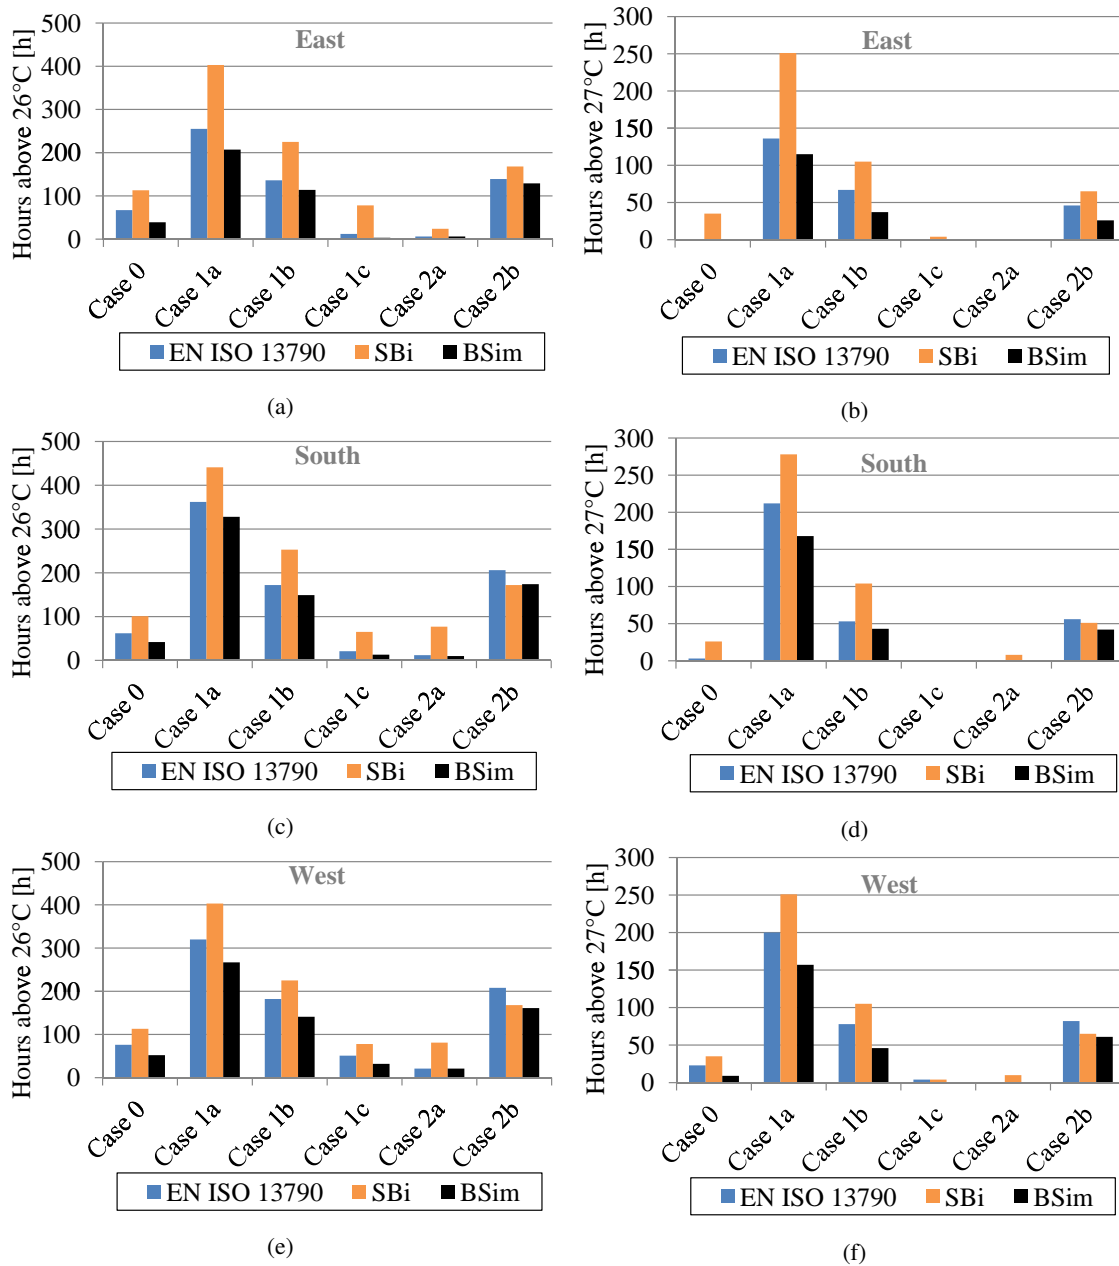 Hours above 26°C [h]
East
500
400
300
200
100
0
Case 0
Case 1a
Case 1b
Case 1c
Case 2a
Case 2b
EN ISO 13790 SBi BSim
(a)
Hours above 27°C [h]
East
300
250
200
150
100
50
0
Case 0
Case 1a
Case 1b
Case 1c
Case 2a
Case 2b
EN ISO 13790 SBi BSim
(b)
Hours above 26°C [h]
South
500
400
300
200
100
0
Case 0
Case 1a
Case 1b
Case 1c
Case 2a
Case 2b
EN ISO 13790 SBi BSim
(c)
Hours above 27°C [h]
South
300
250
200
150
100
50
0
Case 0
Case 1a
Case 1b
Case 1c
Case 2a
Case 2b
EN ISO 13790 SBi BSim
(d)
Hours above 26°C [h]
West
500
400
300
200
100
0
Case 0
Case 1a
Case 1b
Case 1c
Case 2a
Case 2b
EN ISO 13790 SBi BSim
(e)
Hours above 27°C [h]
West
300
250
200
150
100
50
0
Case 0
Case 1a
Case 1b
Case 1c
Case 2a
Case 2b
EN ISO 13790 SBi BSim
(f)